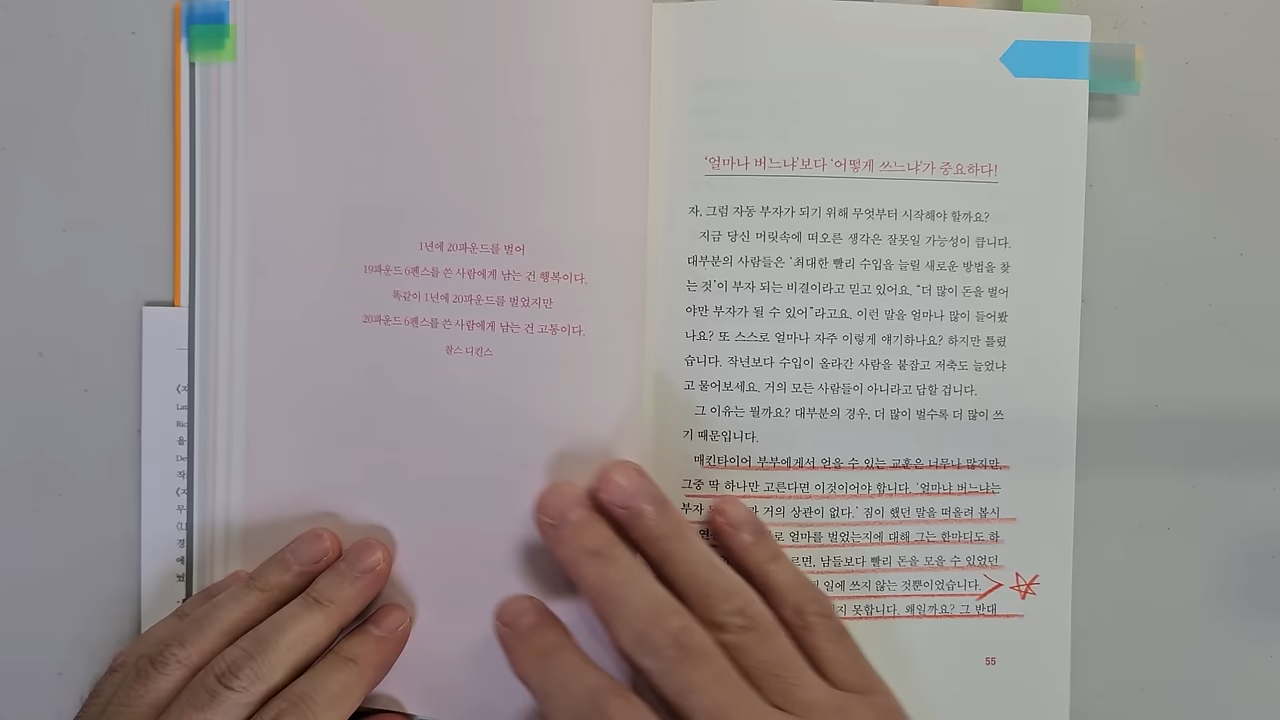 1년에 20파운드를 벌어
19파운드 6펜스를 쓴 사람에게 남는 건 행복이다.
똑같이 1년에 20파운드를 벌었지만
20파운드 6펜스를 쓴 사람에게 남는 건 고통이다.
찰스 디킨스
'얼마나 버느냐'보다 '어떻게 쓰느냐'가 중요하다!
자, 그럼 자동 부자가 되기 위해 무엇부터 시작해야 할까요?
지금 당신 머릿속에 떠오른 생각은 잘못일 가능성이 큽니다.
대부분의 사람들은 '최대한 빨리 수입을 늘릴 새로운 방법을 찾
는 것'이 부자 되는 비결이라고 믿고 있어요. "더 많이 돈을 벌어
야만 부자가 될 수 있어"라고요. 이런 말을 얼마나 많이 들어봤
나요? 또 스스로 얼마나 자주 이렇게 얘기하나요? 하지만 틀렸
습니다. 작년보다 수입이 올라간 사람을 붙잡고 저축도 늘었냐
고 물어보세요. 거의 모든 사람들이 아니라고 답할 겁니다.
그 이유는 뭘까요? 대부분의 경우, 더 많이 벌수록 더 많이 쓰
기 때문입니다.
매킨타이어 부부에게서 얻을 수 있는 교훈은 너무나 많지만,
그중 딱 하나만 고른다면 이것이어야 합니다. '얼마나 버느냐는
부자 거의 상관이 없다.' 짐이 했던 말을 떠올려 봅시
얼마를 벌었는지에 대해 그는 한마디도 하
남들보다 빨리 돈을 모을 수 있었던
일에 쓰지 않는 것뿐이었습니다.
못합니다. 왜일까요? 그 반대
55
《자
Late
Ric
을
De
작
《지
무